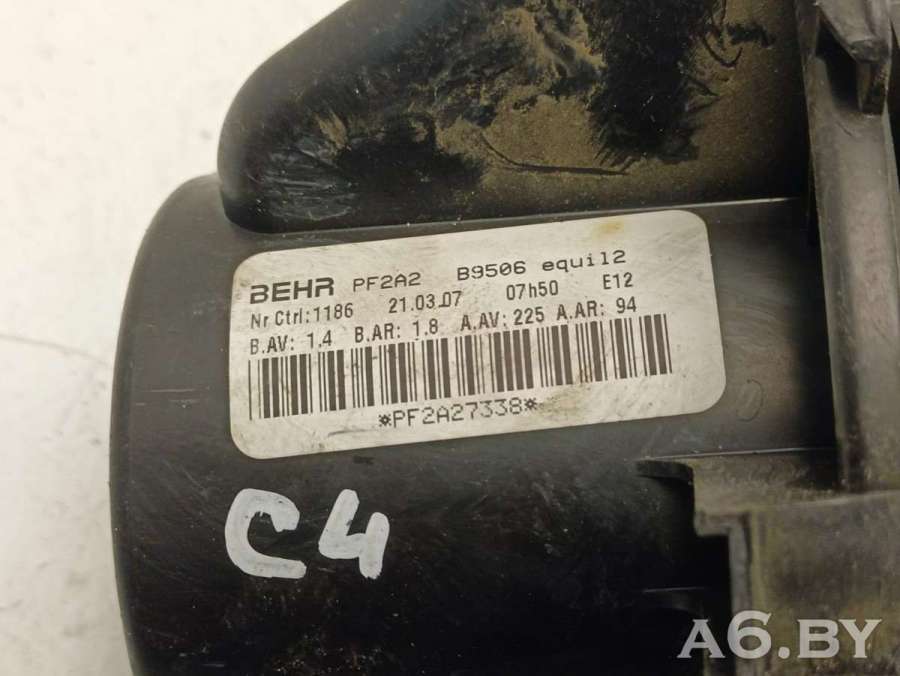 BEHR PF2A2 B9506 equil2 
Nr Ctrl:1186 21.03.07 07h50 E12
B.AV: 1.4 B.AR: 1.8 A.AV:225 A.AR: 94
*PF2A27338*
C4
A6.BY